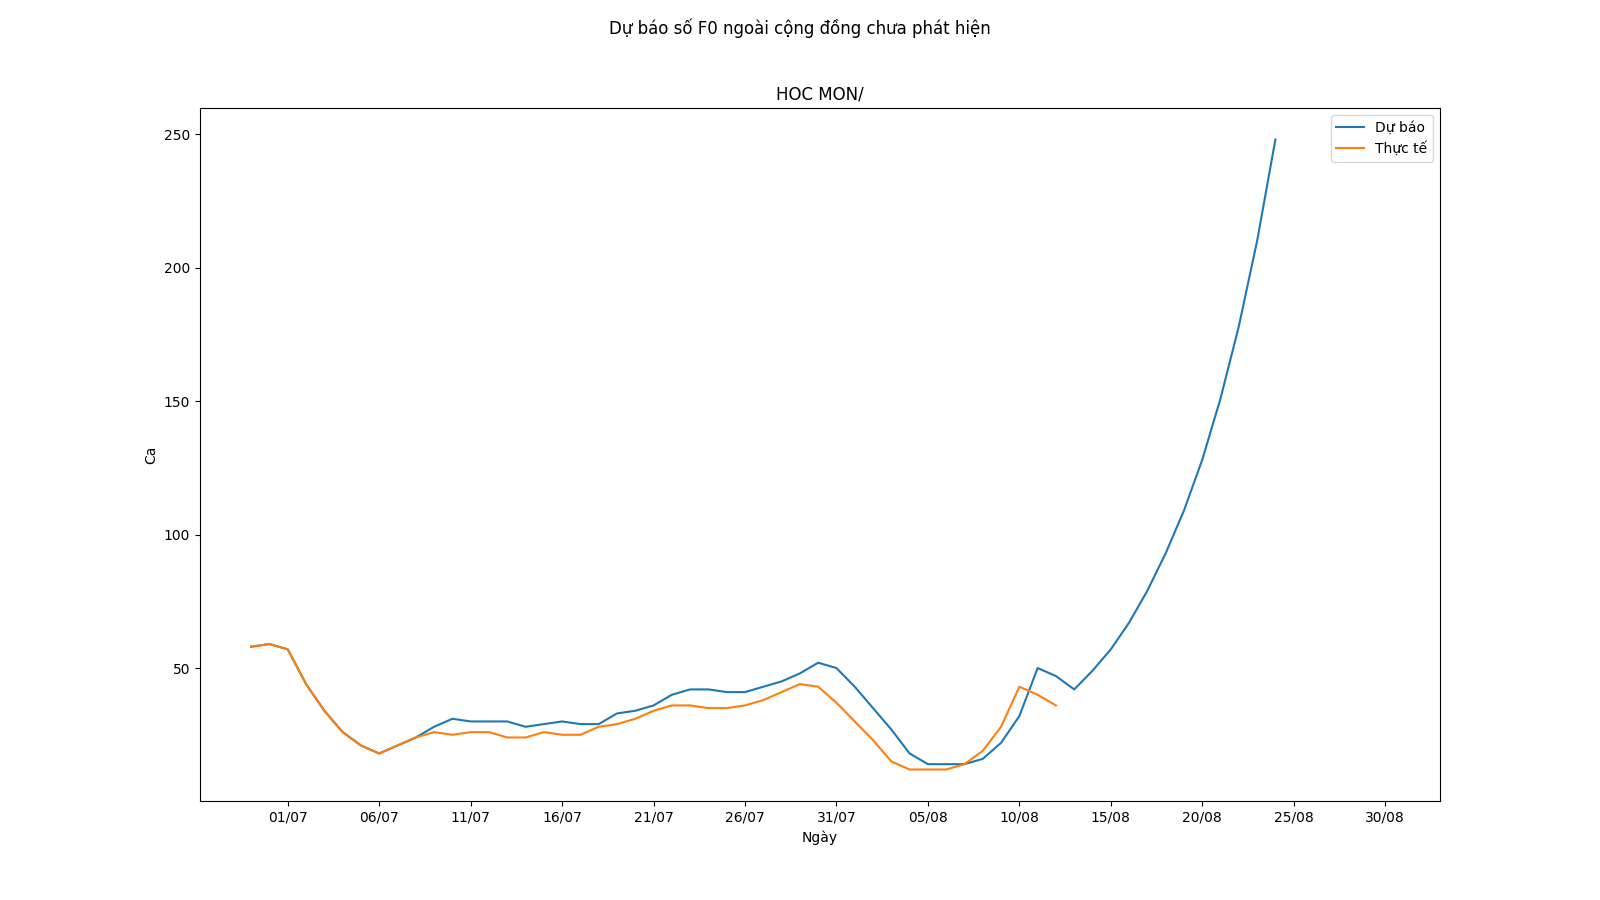 Dự báo số F0 ngoài cộng đồng chưa phát hiện
HOC MON/
Dự báo
Thực tế
250
200
150
100
50
Ca
01/07 06/07 11/07 16/07 21/07 26/07 31/07 05/08 10/08 15/08 20/08 25/08 30/08
Ngày